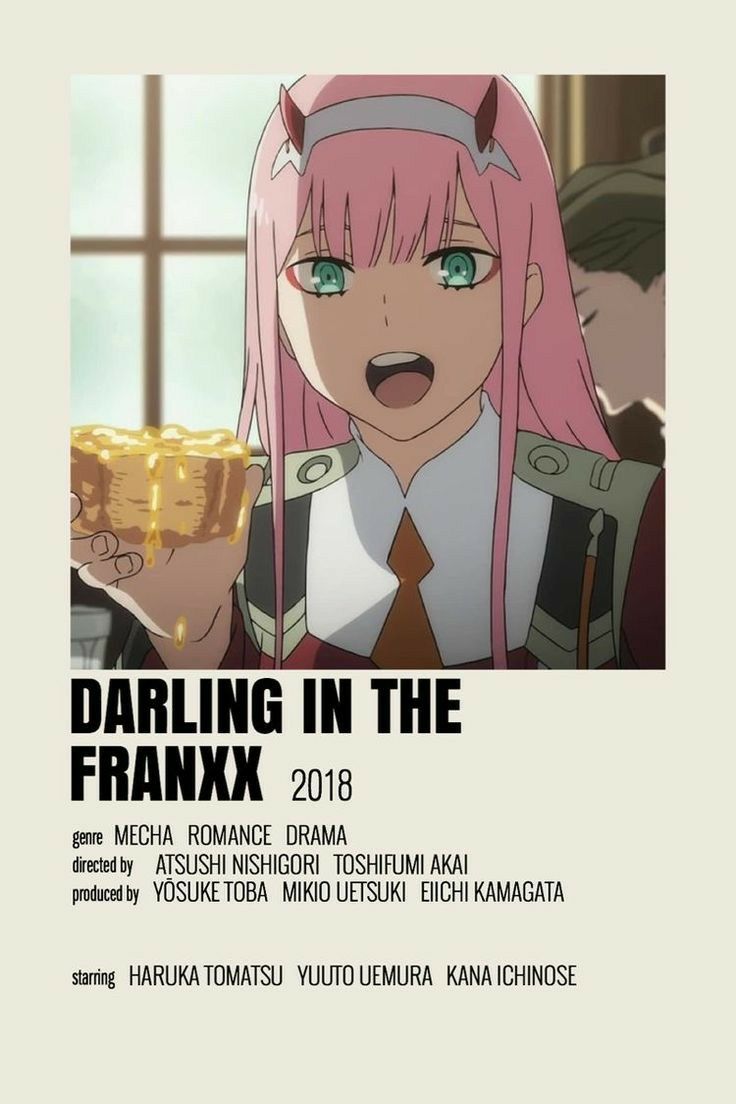 DARLING IN THE
FRANXX 2018
genre MECHA ROMANCE DRAMA
directed by ATSUSHI NISHIGORI TOSHIFUMI AKAI
produced by YŌSUKE TOBA MIKIO UETSUKI EIICHI KAMAGATA
starring HARUKA TOMATSU YUUTO UEMURA KANA ICHINOSE